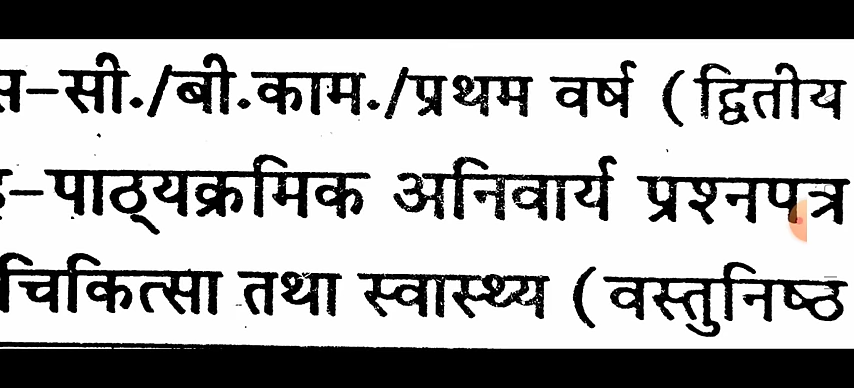 स-सी./बी.काम./प्रथम वर्ष (द्वितीय
-पाठ्यक्रमिक अनिवार्य प्रश्नपत्र
चिकित्सा तथा स्वास्थ्य (वस्तुनिष्ठ